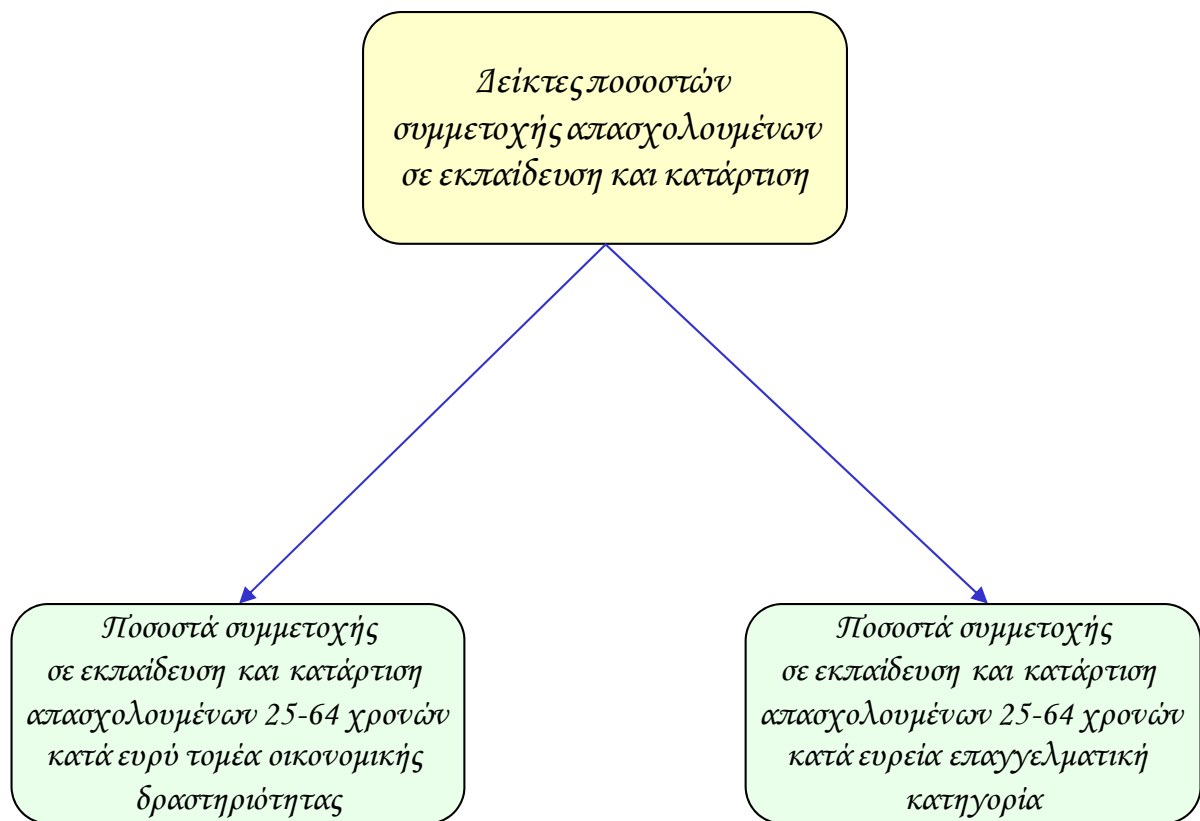 Δείκτες ποσοστών
συμμετοχής απασχολουμένων
σε εκπαίδευση και κατάρτιση
Ποσοστά συμμετοχής
σε εκπαίδευση και κατάρτιση
απασχολουμένων 25-64 χρονών
κατά ευρύ τομέα οικονομικής
δραστηριότητας
Ποσοστά συμμετοχής
σε εκπαίδευση και κατάρτιση
απασχολουμένων 25-64 χρονών
κατά ευρεία επαγγελματική
κατηγορία